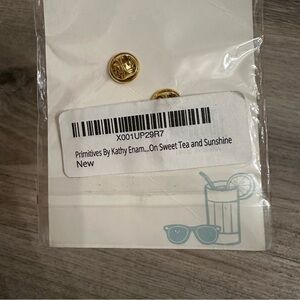 X001UP29R7
Primitives By Kathy Enam...On Sweet Tea and Sunshine
New